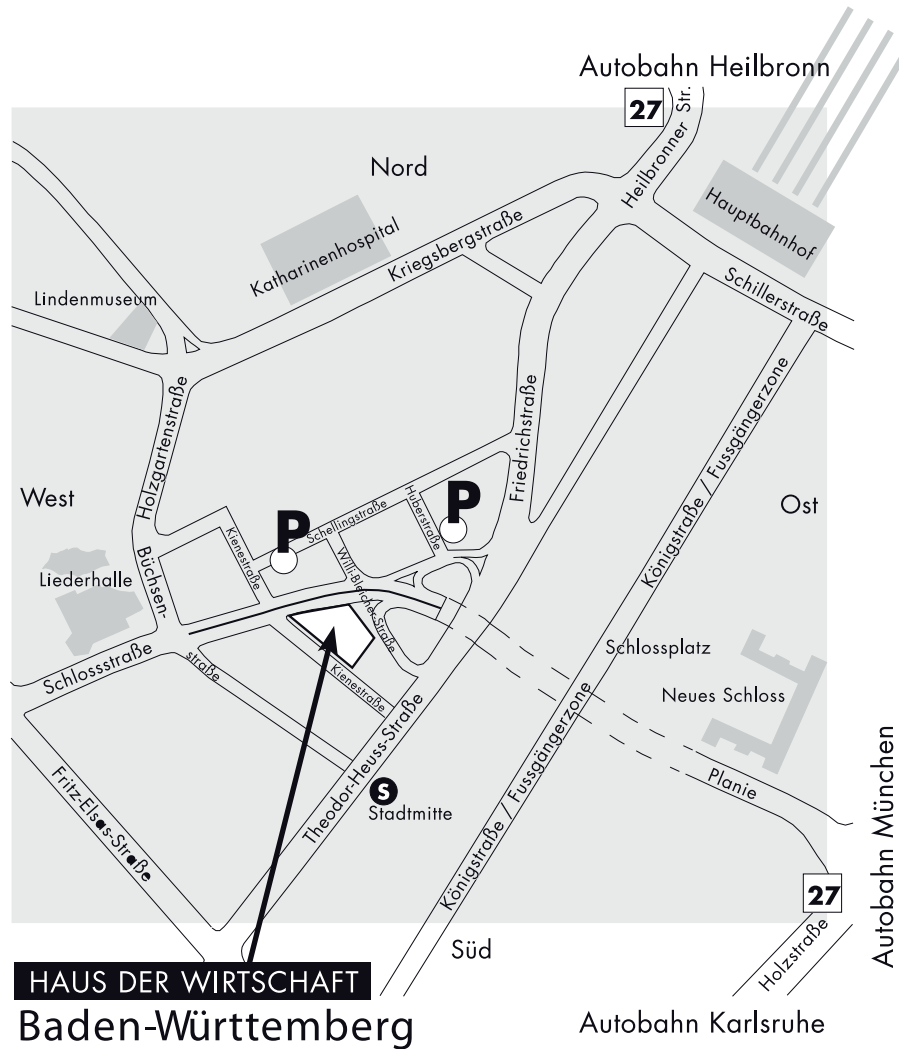 Autobahn Heilbronn
27
Heilbronner Str.
Nord
Hauptbahnhof
Katharinenhospital
Kriegsbergstraße
Lindenmuseum
Schillerstraße
Holzgartenstraße
Friedrichstraße
Königstraße / Fussgängerzone
West
Ost
P
P
Schellingstraße
Huberstraße
Kienestraße
Willi-Bleicher-Straße
Büchsen-
straße
Liederhalle
Schlossstraße
Schlossplatz
Kienestraße
Neues Schloss
Theodor-Heuss-Straße
Königstraße / Fussgängerzone
Fritz-Elsas-Straße
S
Stadtmitte
Planie
Autobahn München
27
Holzstraße
Süd
HAUS DER WIRTSCHAFT
Baden-Württemberg
Autobahn Karlsruhe